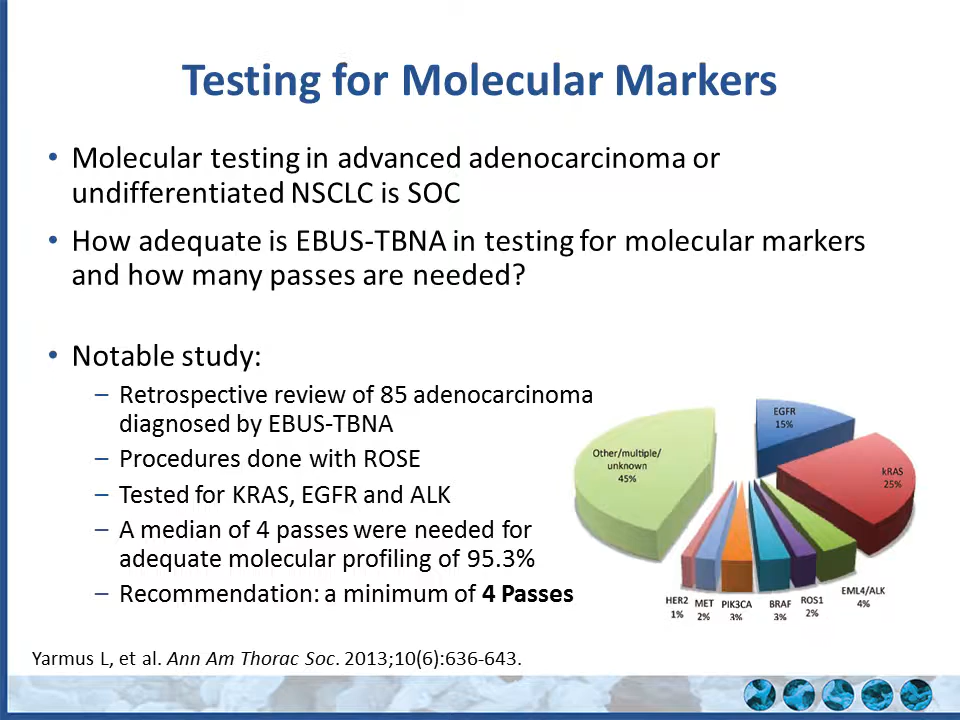 Testing for Molecular Markers
• Molecular testing in advanced adenocarcinoma or
undifferentiated NSCLC is SOC
• How adequate is EBUS-TBNA in testing for molecular markers
and how many passes are needed?
• Notable study:
– Retrospective review of 85 adenocarcinoma
diagnosed by EBUS-TBNA
– Procedures done with ROSE
– Tested for KRAS, EGFR and ALK
– A median of 4 passes were needed for
adequate molecular profiling of 95.3%
– Recommendation: a minimum of 4 Passes
EGFR
15%
kRAS
25%
EML4/ALK
4%
ROS1
2%
BRAF
3%
PIK3CA
3%
MET
2%
HER2
1%
Other/multiple/
unknown
45%
Yarmus L, et al. Ann Am Thorac Soc. 2013;10(6):636-643.